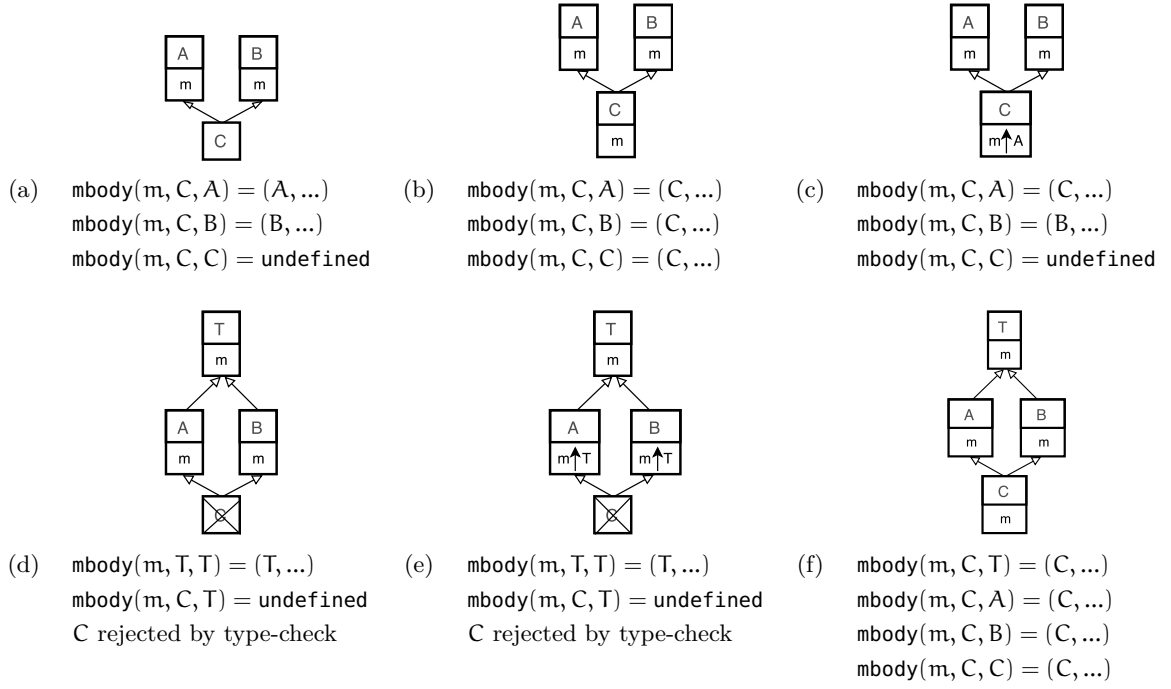 A B A B A B
m m m m m m
C C C
m m↑A
(a) mbody(m, C, A) = (A, ...)
mbody(m, C, B) = (B, ...)
mbody(m, C, C) = undefined
(b) mbody(m, C, A) = (C, ...)
mbody(m, C, B) = (C, ...)
mbody(m, C, C) = (C, ...)
(c) mbody(m, C, A) = (C, ...)
mbody(m, C, B) = (B, ...)
mbody(m, C, C) = undefined
T T T
m m m
A B A B A B
m m m↑T m↑T m m
C C C
m
(d) mbody(m, T, T) = (T, ...)
mbody(m, C, T) = undefined
C rejected by type-check
(e) mbody(m, T, T) = (T, ...)
mbody(m, C, T) = undefined
C rejected by type-check
(f) mbody(m, C, T) = (C, ...)
mbody(m, C, A) = (C, ...)
mbody(m, C, B) = (C, ...)
mbody(m, C, C) = (C, ...)